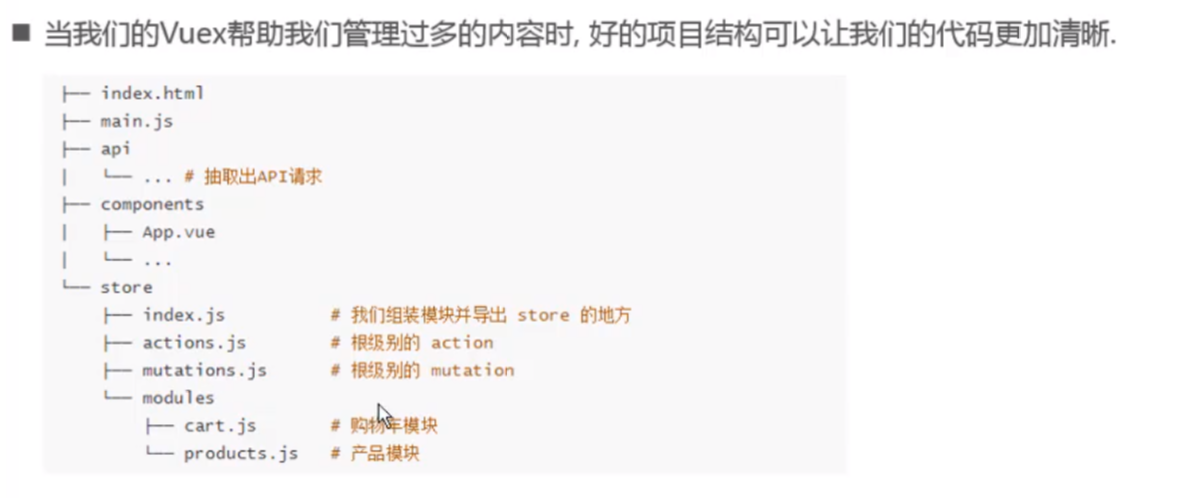 ■ 当我们的Vuex帮助我们管理过多的内容时, 好的项目结构可以让我们的代码更加清晰.
├── index.html
├── main.js
├── api
│   └── ... # 抽取出API请求
├── components
│   ├── App.vue
│   └── ...
└── store
    ├── index.js          # 我们组装模块并导出 store 的地方
    ├── actions.js        # 根级别的 action
    ├── mutations.js      # 根级别的 mutation
    └── modules
        ├── cart.js       # 购物车模块
        └── products.js   # 产品模块